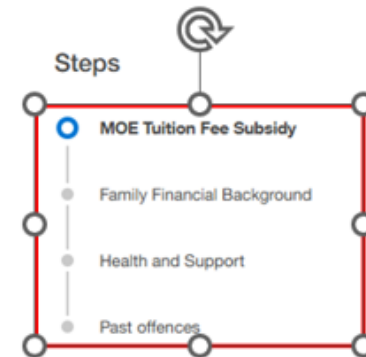 Steps
MOE Tuition Fee Subsidy
Family Financial Background
Health and Support
Past offences